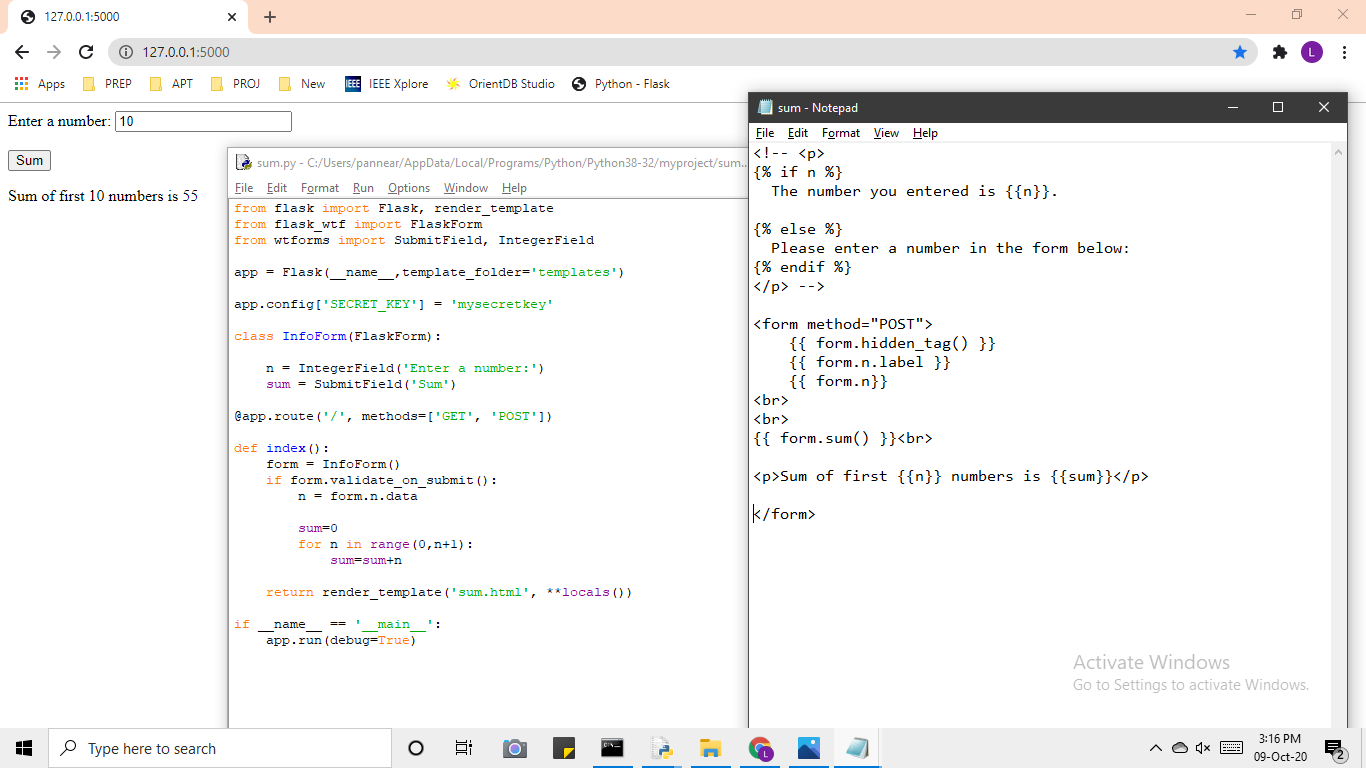 127.0.0.1:5000
127.0.0.1:5000
L
Apps PREP APT PROJ New IEEE IEEE Xplore OrientDB Studio Python - Flask
Enter a number: 10
Sum
Sum of first 10 numbers is 55
sum.py - C:/Users/pannear/AppData/Local/Programs/Python/Python38-32/myproject/sum...
File Edit Format Run Options Window Help
from flask import Flask, render_template
from flask_wtf import FlaskForm
from wtforms import SubmitField, IntegerField
app = Flask(__name__,template_folder='templates')
app.config['SECRET_KEY'] = 'mysecretkey'
class InfoForm(FlaskForm):
n = IntegerField('Enter a number:')
sum = SubmitField('Sum')
@app.route('/', methods=['GET', 'POST'])
def index():
form = InfoForm()
if form.validate_on_submit():
n = form.n.data
sum=0
for n in range(0,n+1):
sum=sum+n
return render_template('sum.html', **locals())
if __name__ == '__main__':
app.run(debug=True)
sum - Notepad
File Edit Format View Help
<!-- <p>
{% if n %}
The number you entered is {{n}}.
{% else %}
Please enter a number in the form below:
{% endif %}
</p> -->
<form method="POST">
{{ form.hidden_tag() }}
{{ form.n.label }}
{{ form.n}}
<br>
<br>
{{ form.sum() }}<br>
<p>Sum of first {{n}} numbers is {{sum}}</p>
</form>
Activate Windows
Go to Settings to activate Windows.
Type here to search
L
3:16 PM
09-Oct-20
2